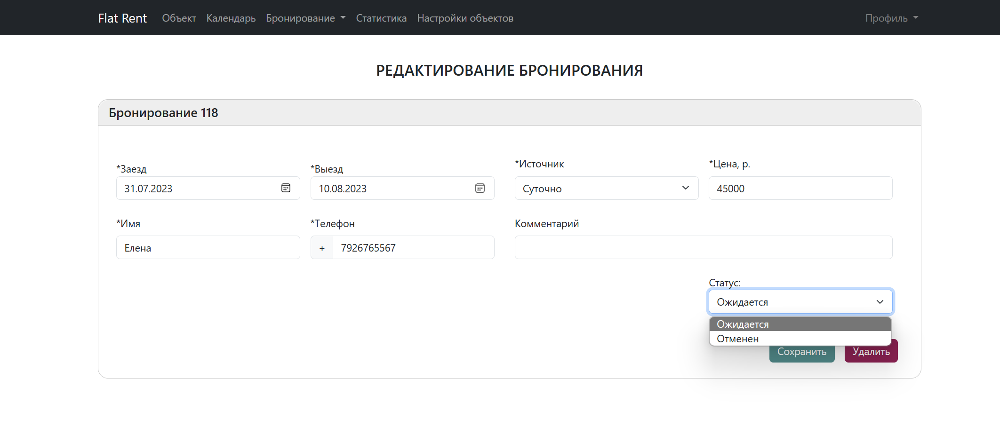 Flat Rent Объект Календарь Бронирование Статистика Настройки объектов Профиль
РЕДАКТИРОВАНИЕ БРОНИРОВАНИЯ
Бронирование 118
*Заезд *Выезд *Источник *Цена, р.
31.07.2023 10.08.2023 Суточно 45000
*Имя *Телефон Комментарий
Елена + 7926765567
Статус:
Ожидается
Ожидается
Отменен
Сохранить Удалить